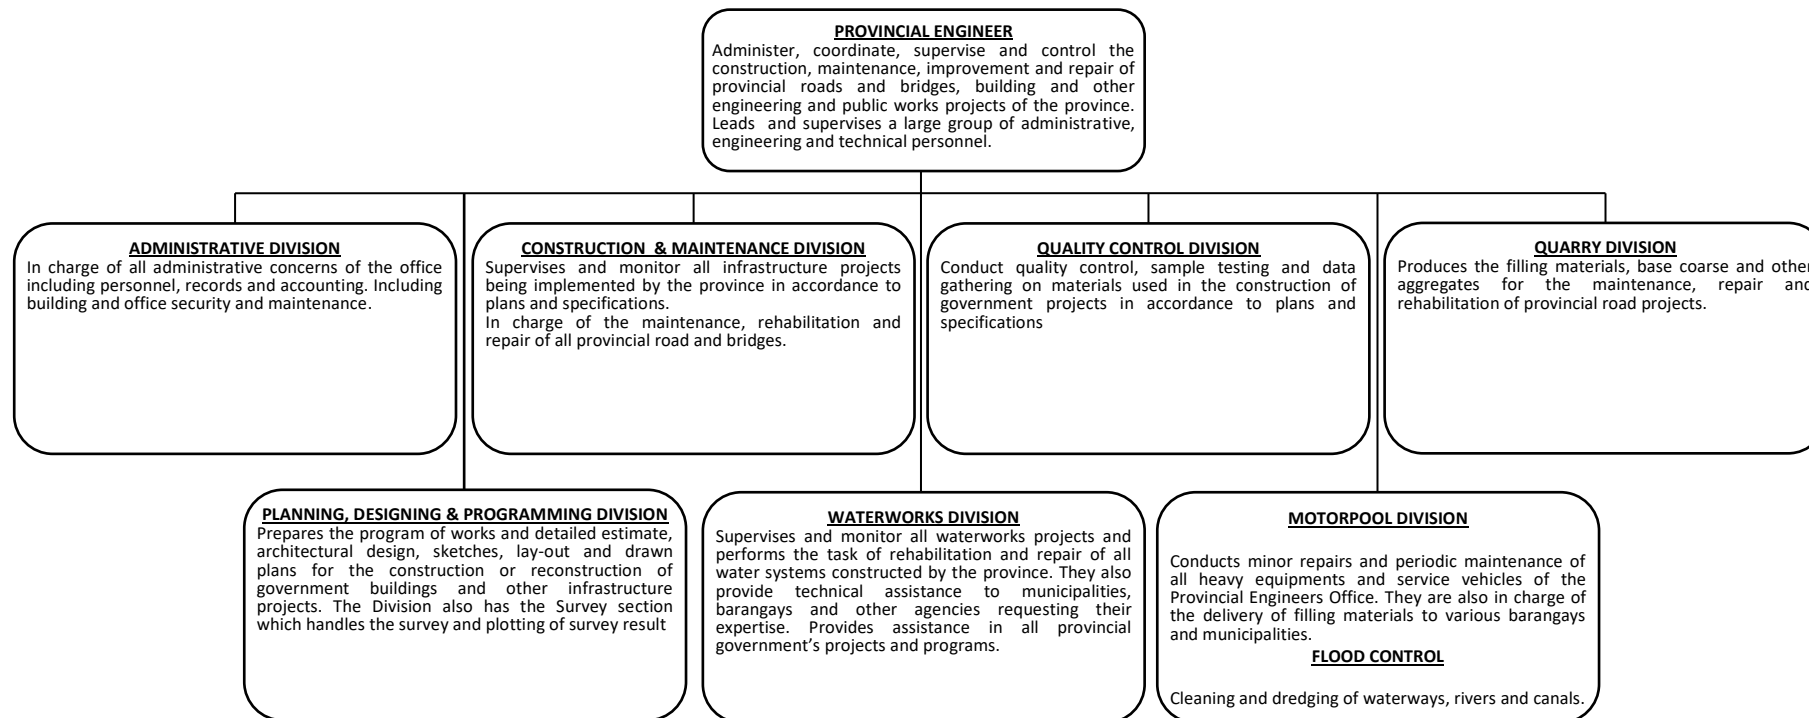 PROVINCIAL ENGINEER
Administer, coordinate, supervise and control the
construction, maintenance, improvement and repair of
provincial roads and bridges, building and other
engineering and public works projects of the province.
Leads and supervises a large group of administrative,
engineering and technical personnel.
ADMINISTRATIVE DIVISION
In charge of all administrative concerns of the office
including personnel, records and accounting. Including
building and office security and maintenance.
CONSTRUCTION & MAINTENANCE DIVISION
Supervises and monitor all infrastructure projects
being implemented by the province in accordance to
plans and specifications.
In charge of the maintenance, rehabilitation and
repair of all provincial road and bridges.
QUALITY CONTROL DIVISION
Conduct quality control, sample testing and data
gathering on materials used in the construction of
government projects in accordance to plans and
specifications
QUARRY DIVISION
Produces the filling materials, base coarse and other
aggregates for the maintenance, repair and
rehabilitation of provincial road projects.
PLANNING, DESIGNING & PROGRAMMING DIVISION
Prepares the program of works and detailed estimate,
architectural design, sketches, lay-out and drawn
plans for the construction or reconstruction of
government buildings and other infrastructure
projects. The Division also has the Survey section
which handles the survey and plotting of survey result
WATERWORKS DIVISION
Supervises and monitor all waterworks projects and
performs the task of rehabilitation and repair of all
water systems constructed by the province. They also
provide technical assistance to municipalities,
barangays and other agencies requesting their
expertise. Provides assistance in all provincial
government’s projects and programs.
MOTORPOOL DIVISION
Conducts minor repairs and periodic maintenance of
all heavy equipments and service vehicles of the
Provincial Engineers Office. They are also in charge of
the delivery of filling materials to various barangays
and municipalities.
FLOOD CONTROL
Cleaning and dredging of waterways, rivers and canals.